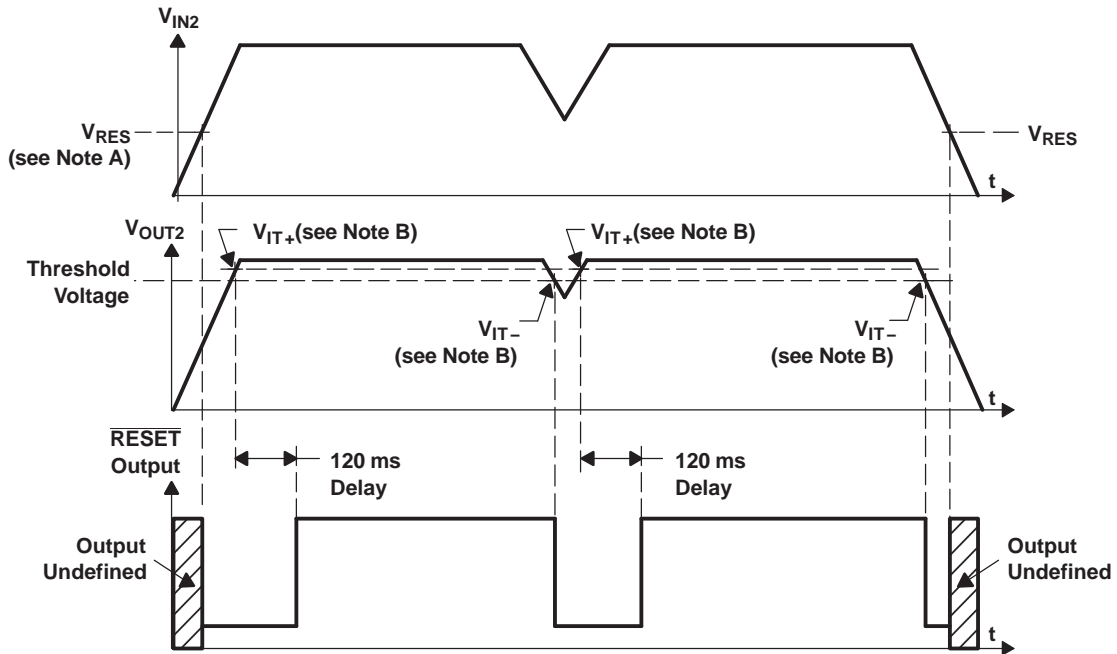 VIN2
VRES
(see Note A)
VRES
t
VOUT2
VIT+(see Note B)
VIT+(see Note B)
Threshold
Voltage
VIT–
(see Note B)
VIT–
(see Note B)
t
RESET
Output
120 ms
Delay
120 ms
Delay
Output
Undefined
Output
Undefined
t